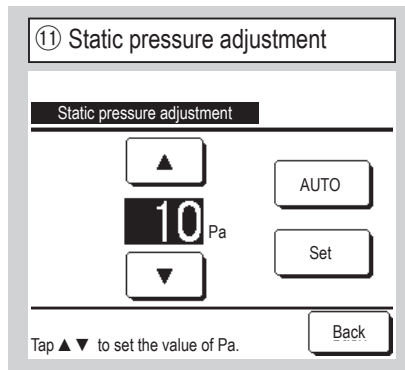 ⑪ Static pressure adjustment
Static pressure adjustment
▲
AUTO
10 Pa
Set
▼
Back
Tap ▲ ▼ to set the value of Pa.